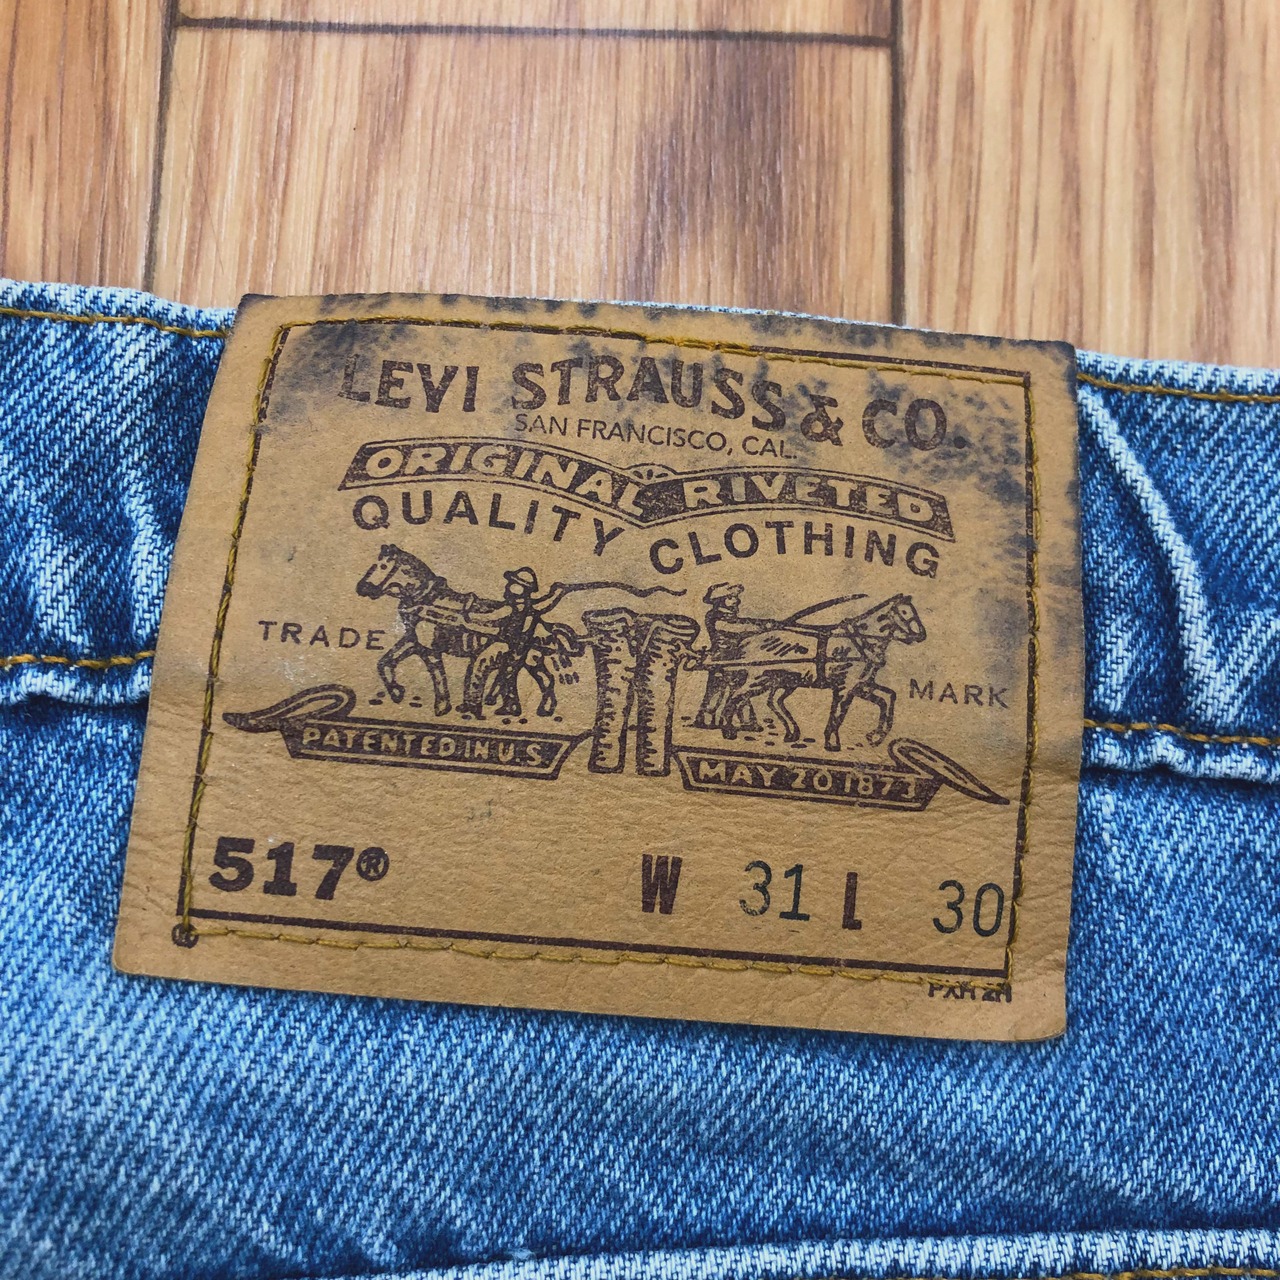 LEVI STRAUSS & CO.
SAN FRANCISCO, CAL.
ORIGINAL RIVETED
QUALITY CLOTHING
TRADE MARK
PATENTED IN U.S. MAY 20 1873
517® W 31 L 30
®